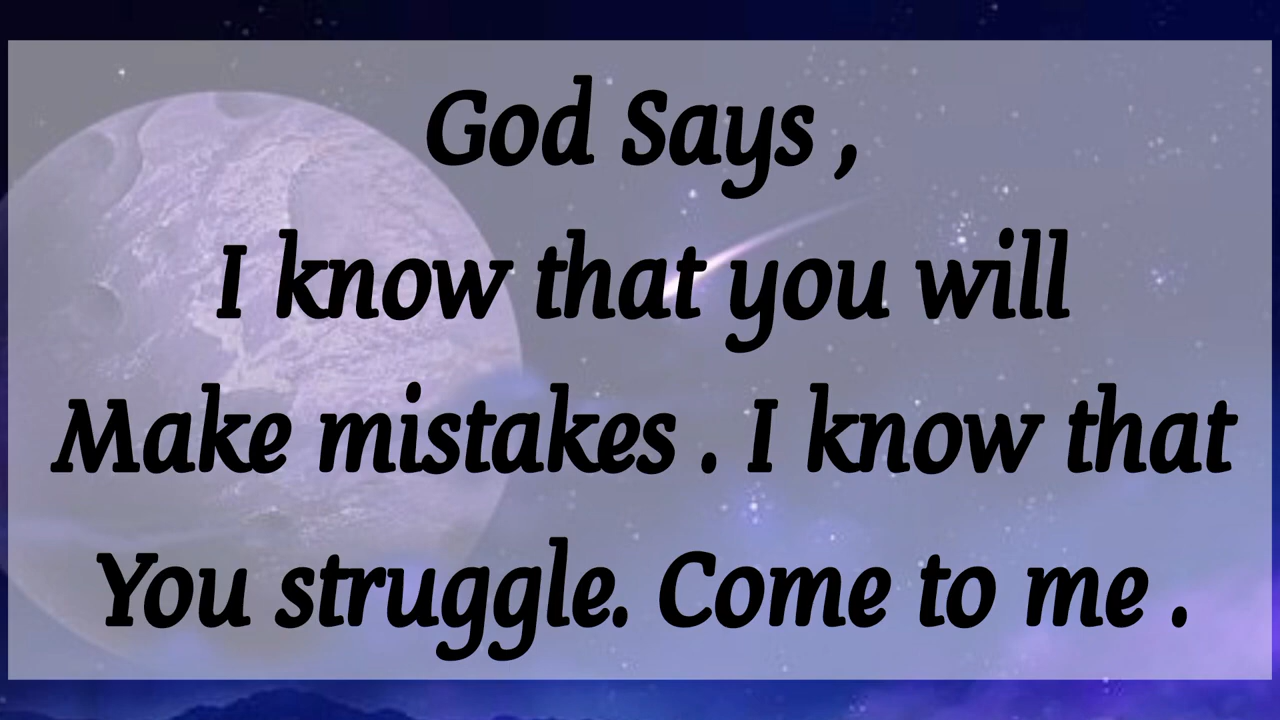 God Says ,
I know that you will
Make mistakes . I know that
You struggle. Come to me .